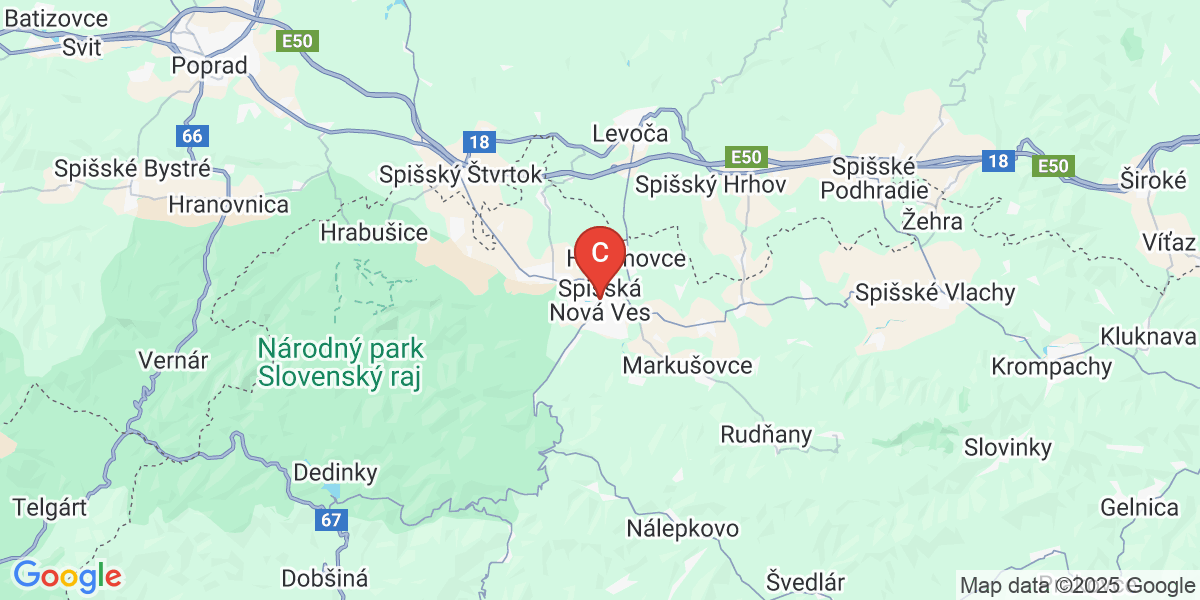 Batizovce
Svit
E50
Poprad
66
18
Levoča
E50
18
E50
Spišské Bystré
Spišský Štvrtok
Spišský Hrhov
Spišské
Podhradie
Široké
Hranovnica
Hrabušice
Žehra
Víťaz
C
Spišská
Nová Ves
Spišské Vlachy
Kluknava
Národný park
Slovenský raj
Vernár
Markušovce
Krompachy
Rudňany
Slovinky
Dedinky
Telgárt
67
Gelnica
Nálepkovo
Google
Dobšiná
Švedlár
Map data ©2025 Google